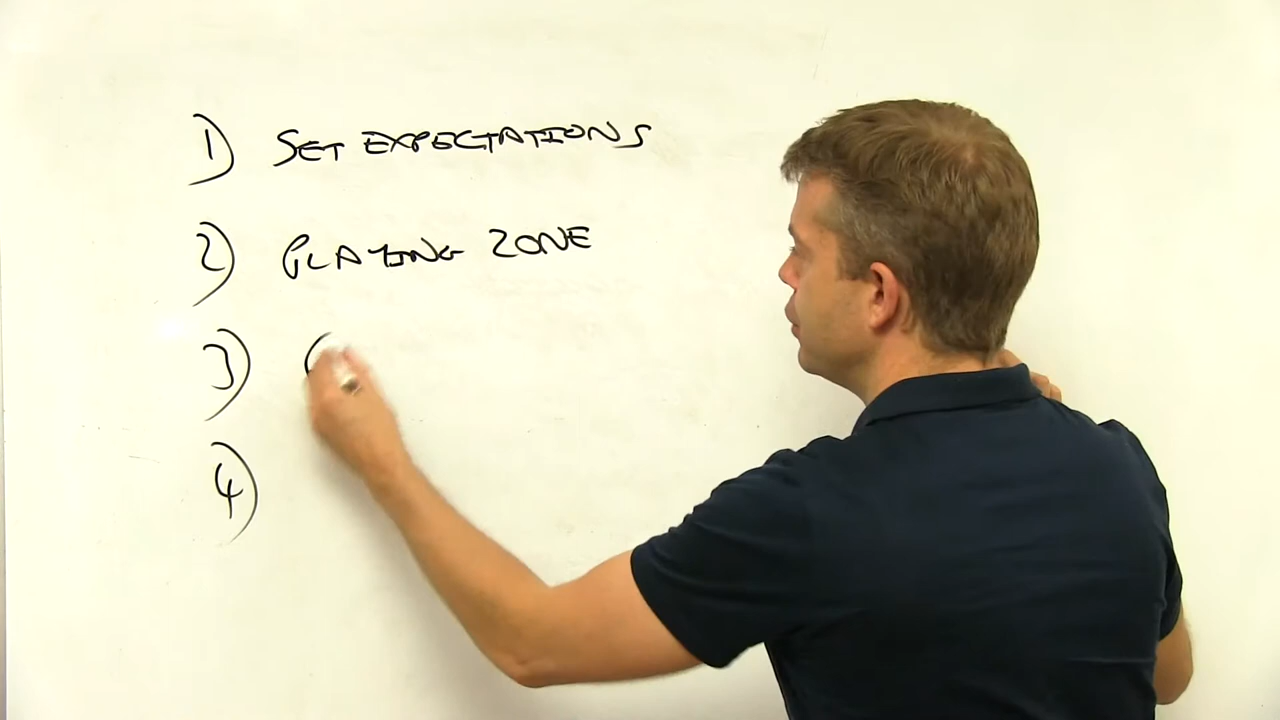 1) SET EXPECTATIONS
2) PLAYING ZONE
3)
4)